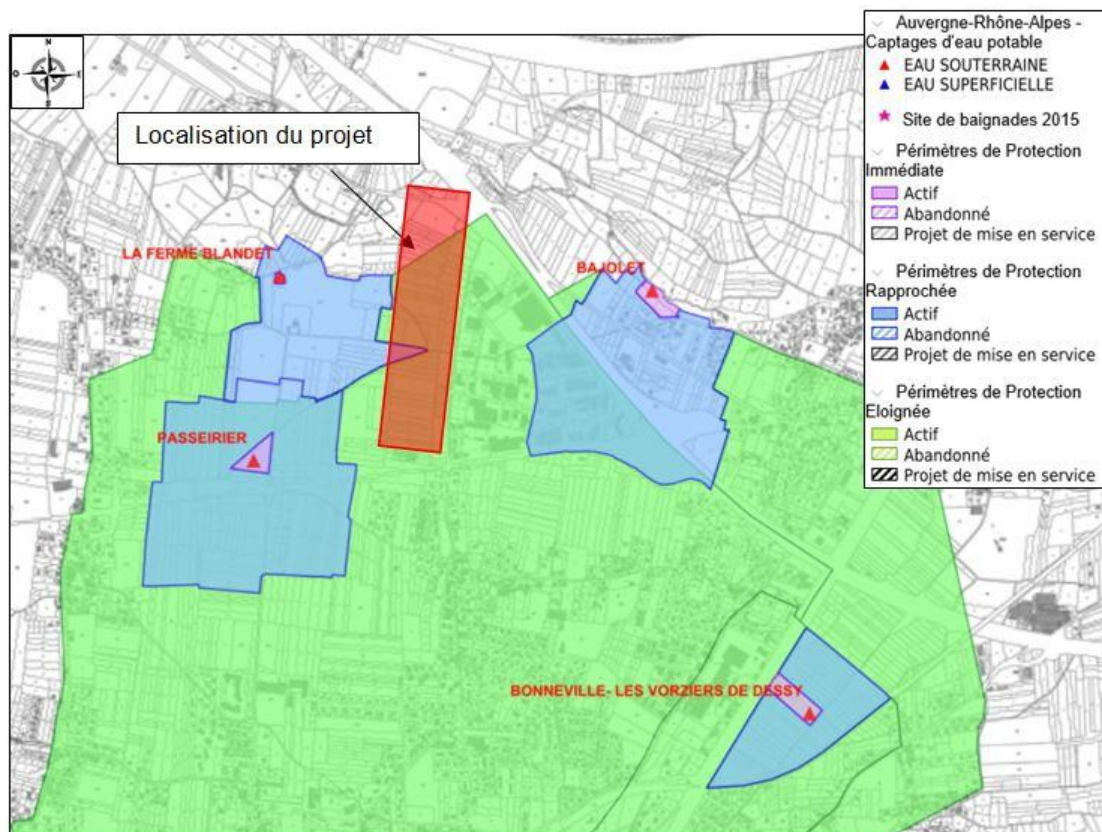 N
O E
S
Localisation du projet
LA FERME BLANDET
BAJOLET
PASSEIRIER
BONNEVILLE- LES VORZIERS DE DESSY
Auvergne-Rhône-Alpes -
Captages d'eau potable
EAU SOUTERRAINE
EAU SUPERFICIELLE
Site de baignades 2015
Périmètres de Protection
Immédiate
Actif
Abandonné
Projet de mise en service
Périmètres de Protection
Rapprochée
Actif
Abandonné
Projet de mise en service
Périmètres de Protection
Eloignée
Actif
Abandonné
Projet de mise en service